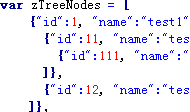 var zTreeNodes = [
{"id":1, "name":"test1"
{"id":11, "name":"tes
{"id":111, "name":"
]},
{"id":12, "name":"tes
]},